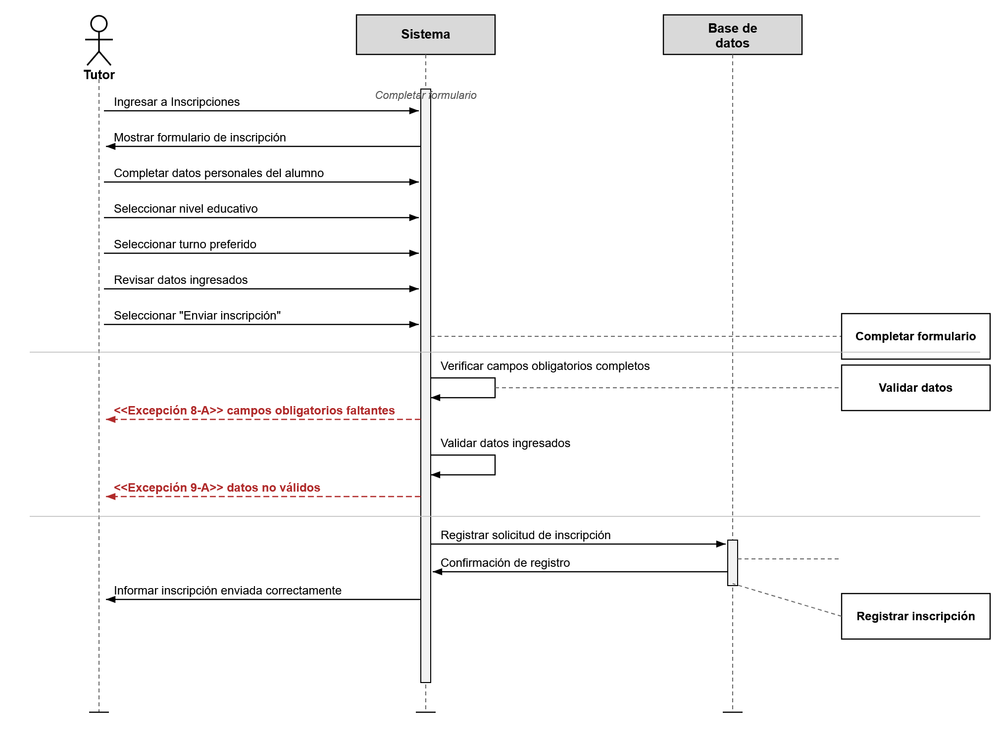 Tutor
Sistema
Base de
datos
Completar formulario
Ingresar a Inscripciones
Mostrar formulario de inscripción
Completar datos personales del alumno
Seleccionar nivel educativo
Seleccionar turno preferido
Revisar datos ingresados
Seleccionar "Enviar inscripción"
Completar formulario
Verificar campos obligatorios completos
Validar datos
<<Excepción 8-A>> campos obligatorios faltantes
Validar datos ingresados
<<Excepción 9-A>> datos no válidos
Registrar solicitud de inscripción
Confirmación de registro
Informar inscripción enviada correctamente
Registrar inscripción